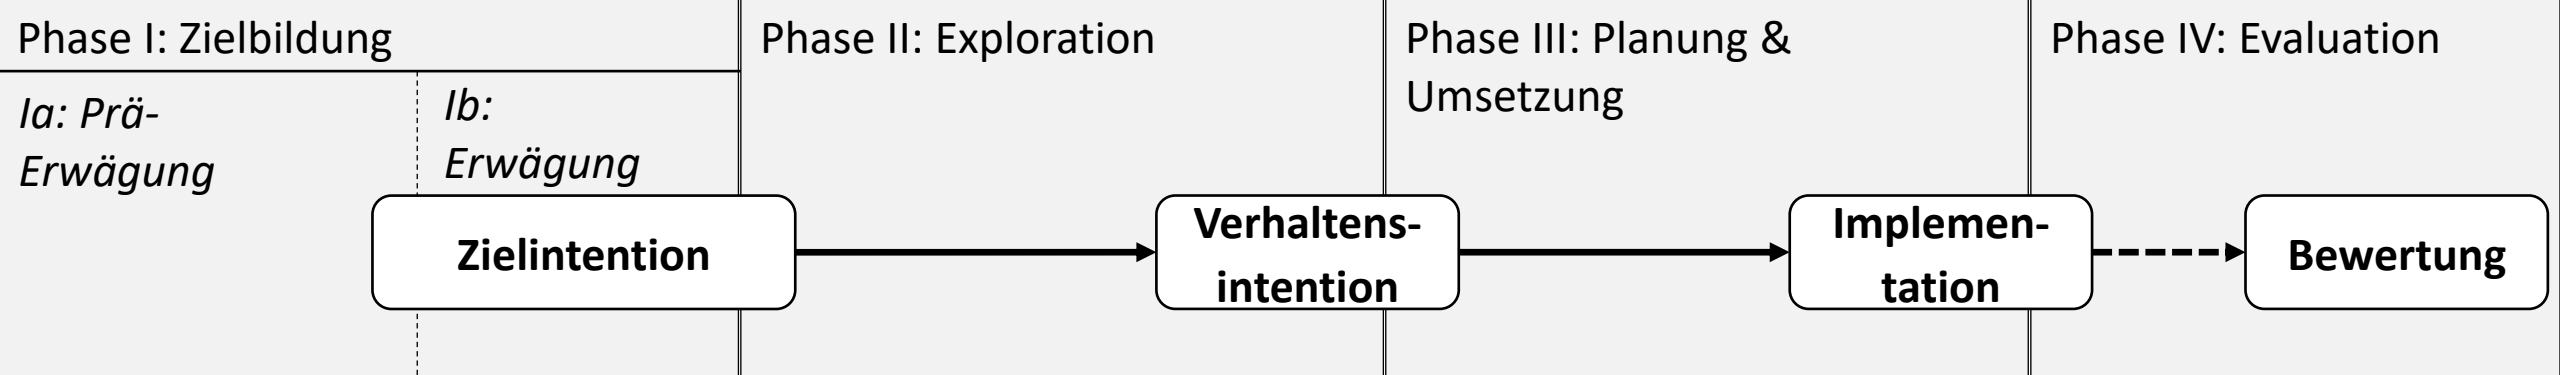 Phase I: Zielbildung
Ia: Prä-
Erwägung
Ib:
Erwägung
Phase II: Exploration
Phase III: Planung &
Umsetzung
Phase IV: Evaluation
Zielintention
Verhaltens-
intention
Implemen-
tation
Bewertung